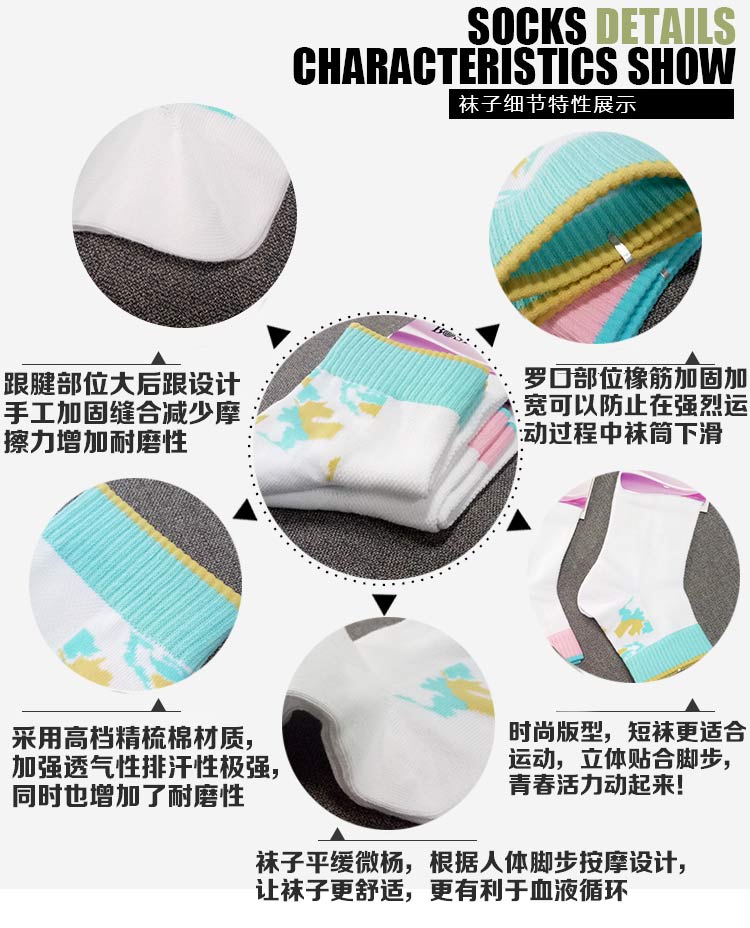 SOCKS DETAILS
CHARACTERISTICS SHOW
袜子细节特性展示
跟腱部位大后跟设计
手工加固缝合减少摩
擦力增加耐磨性
罗口部位橡筋加固加
宽可以防止在强烈运
动过程中袜筒下滑
采用高档精梳棉材质，
加强透气性排汗性极强，
同时也增加了耐磨性
时尚版型，短袜更适合
运动，立体贴合脚步，
青春活力动起来！
袜子平缓微杨，根据人体脚步按摩设计，
让袜子更舒适，更有利于血液循环